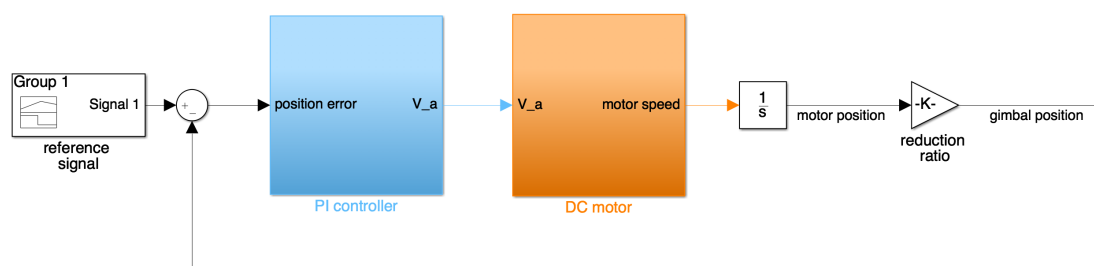 Group 1
Signal 1
reference
signal
+
−
position error
V_a
PI controller
V_a
motor speed
DC motor
1
s
motor position
-K-
reduction
ratio
gimbal position